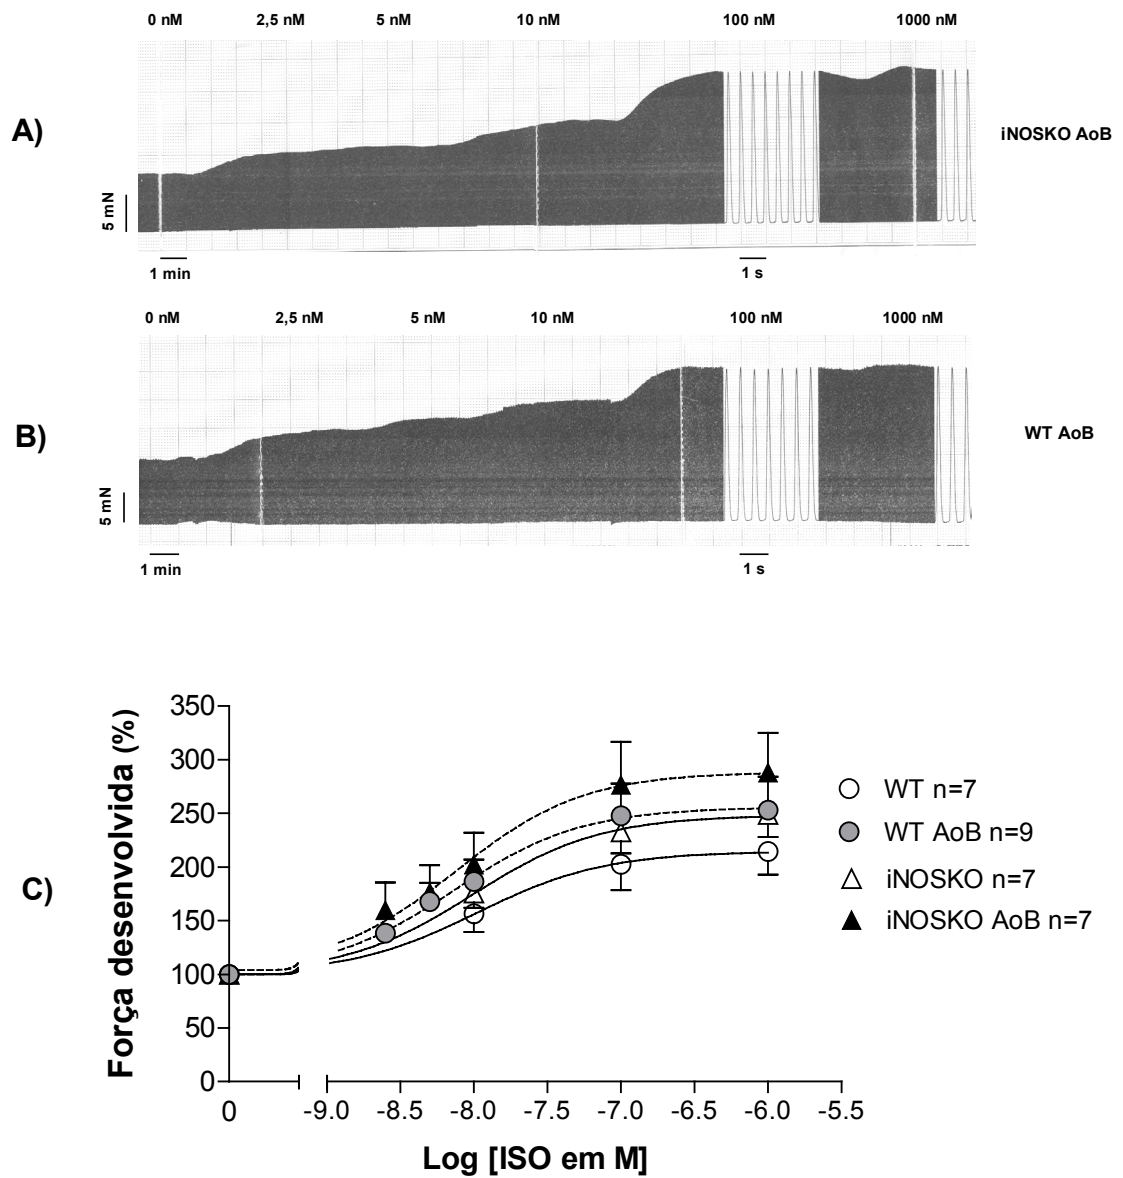 0 nM 2,5 nM 5 nM 10 nM 100 nM 1000 nM
A)
iNOSKO AoB
5 mN
1 min 1 s
0 nM 2,5 nM 5 nM 10 nM 100 nM 1000 nM
B)
WT AoB
5 mN
1 min 1 s
C)
Força desenvolvida (%)
350
300
250
200
150
100
50
0
0 -9.0 -8.5 -8.0 -7.5 -7.0 -6.5 -6.0 -5.5
Log [ISO em M]
WT n=7
WT AoB n=9
iNOSKO n=7
iNOSKO AoB n=7